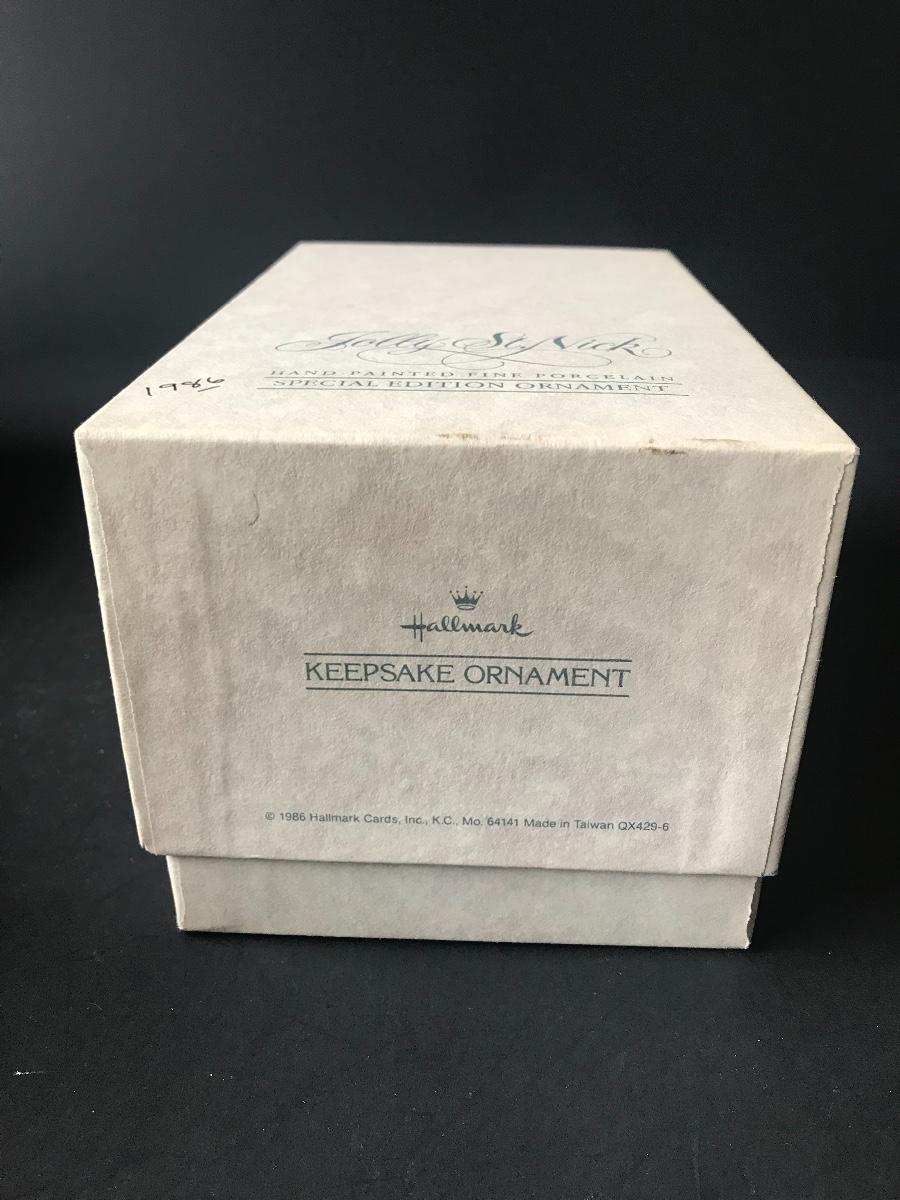 Jolly St. Nick
HAND-PAINTED FINE PORCELAIN
SPECIAL EDITION ORNAMENT
1986
Hallmark
KEEPSAKE ORNAMENT
© 1986 Hallmark Cards, Inc., K.C., Mo. 64141 Made in Taiwan QX429-6